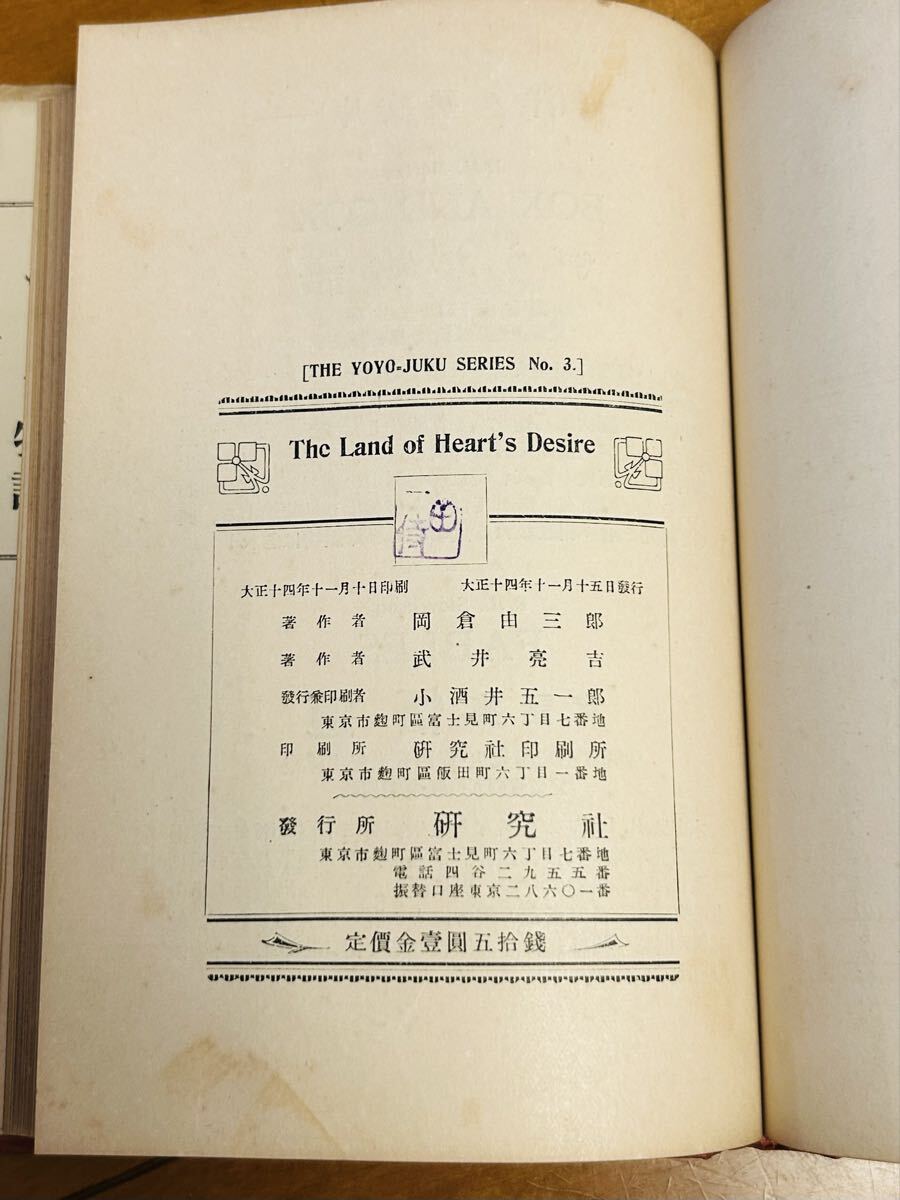 [THE YOYO-JUKU SERIES No. 3.]
The Land of Heart's Desire
大正十四年十一月十日印刷 大正十四年十一月十五日發行
著作者 岡倉由三郎
著作者 武井亮吉
發行兼印刷者 小酒井五一郎
東京市麴町區富士見町六丁目七番地
印刷所 硏究社印刷所
東京市麴町區飯田町六丁目一番地
發行所 硏究社
東京市麴町區富士見町六丁目七番地
電話四谷二九五五番
振替口座東京二八六〇一番
定價金壹圓五拾錢